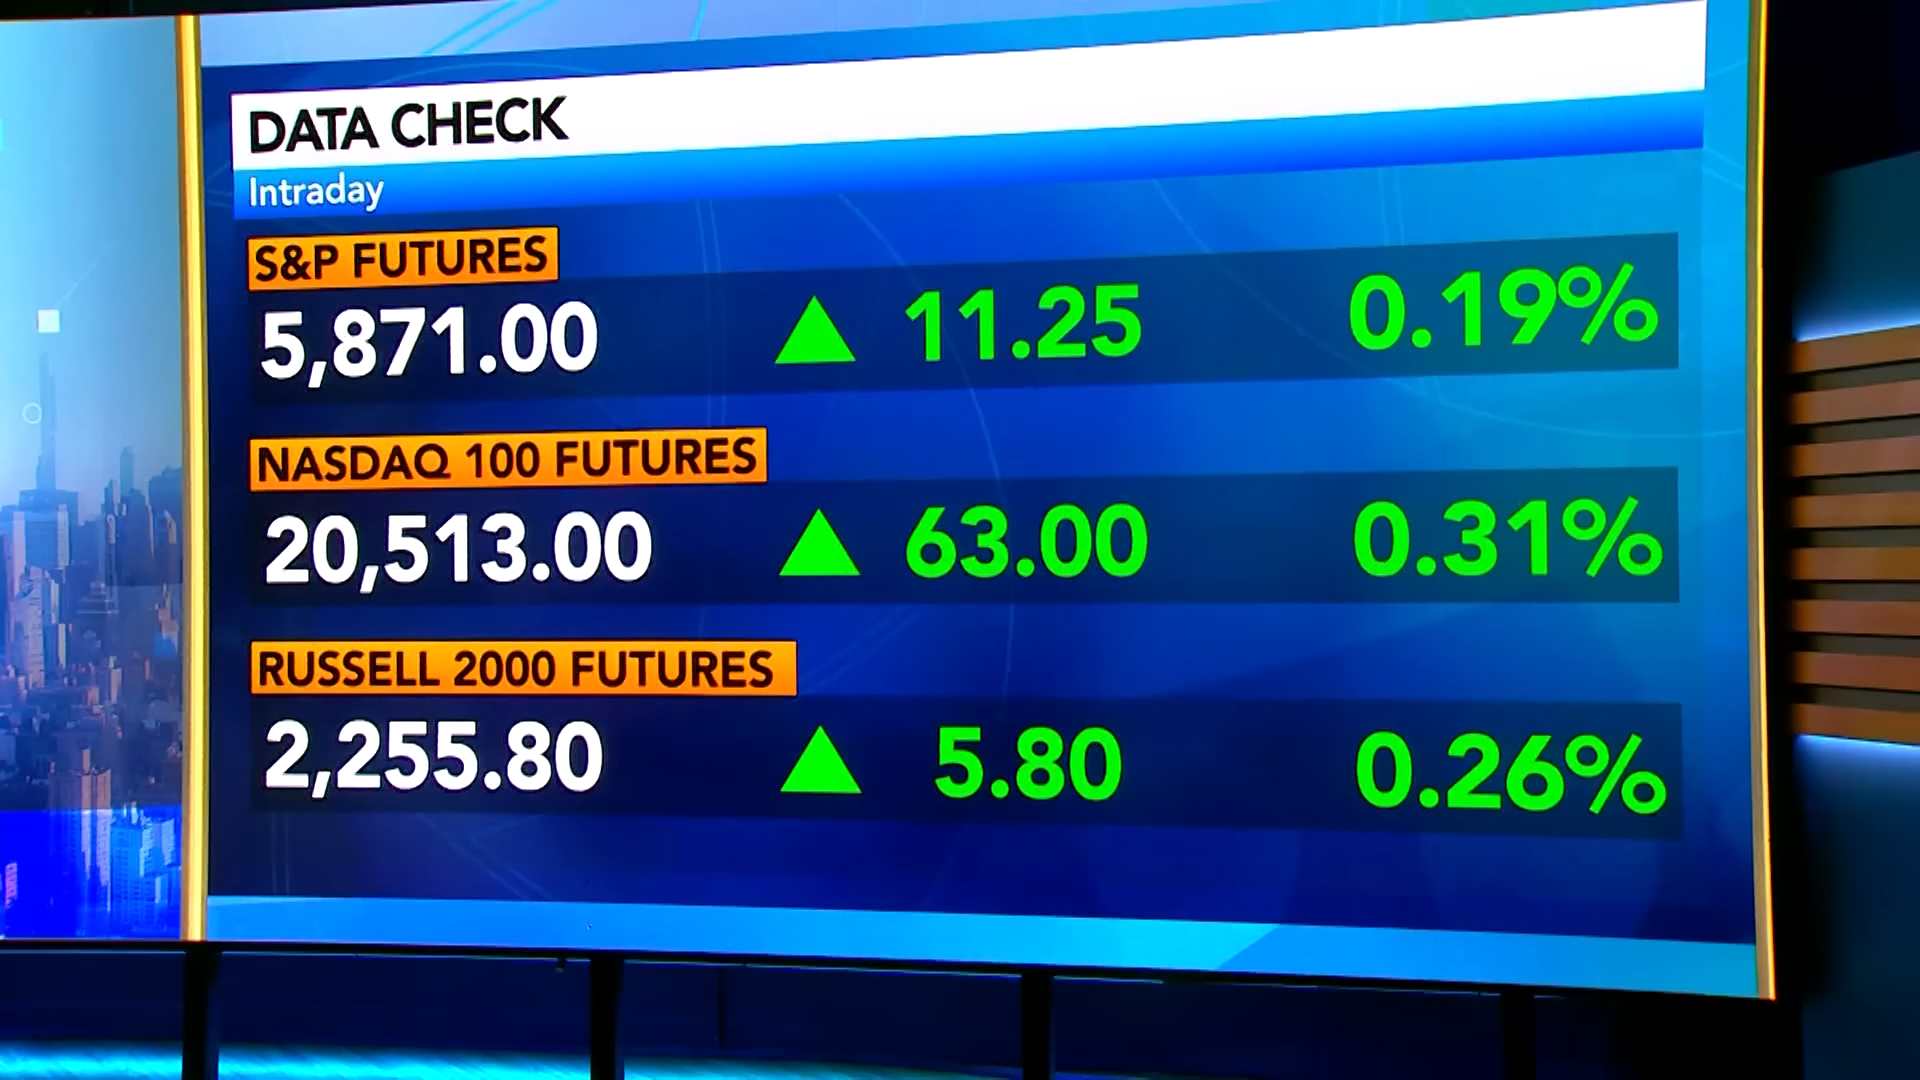 DATA CHECK
Intraday
S&P FUTURES
5,871.00 ▲ 11.25 0.19%
NASDAQ 100 FUTURES
20,513.00 ▲ 63.00 0.31%
RUSSELL 2000 FUTURES
2,255.80 ▲ 5.80 0.26%